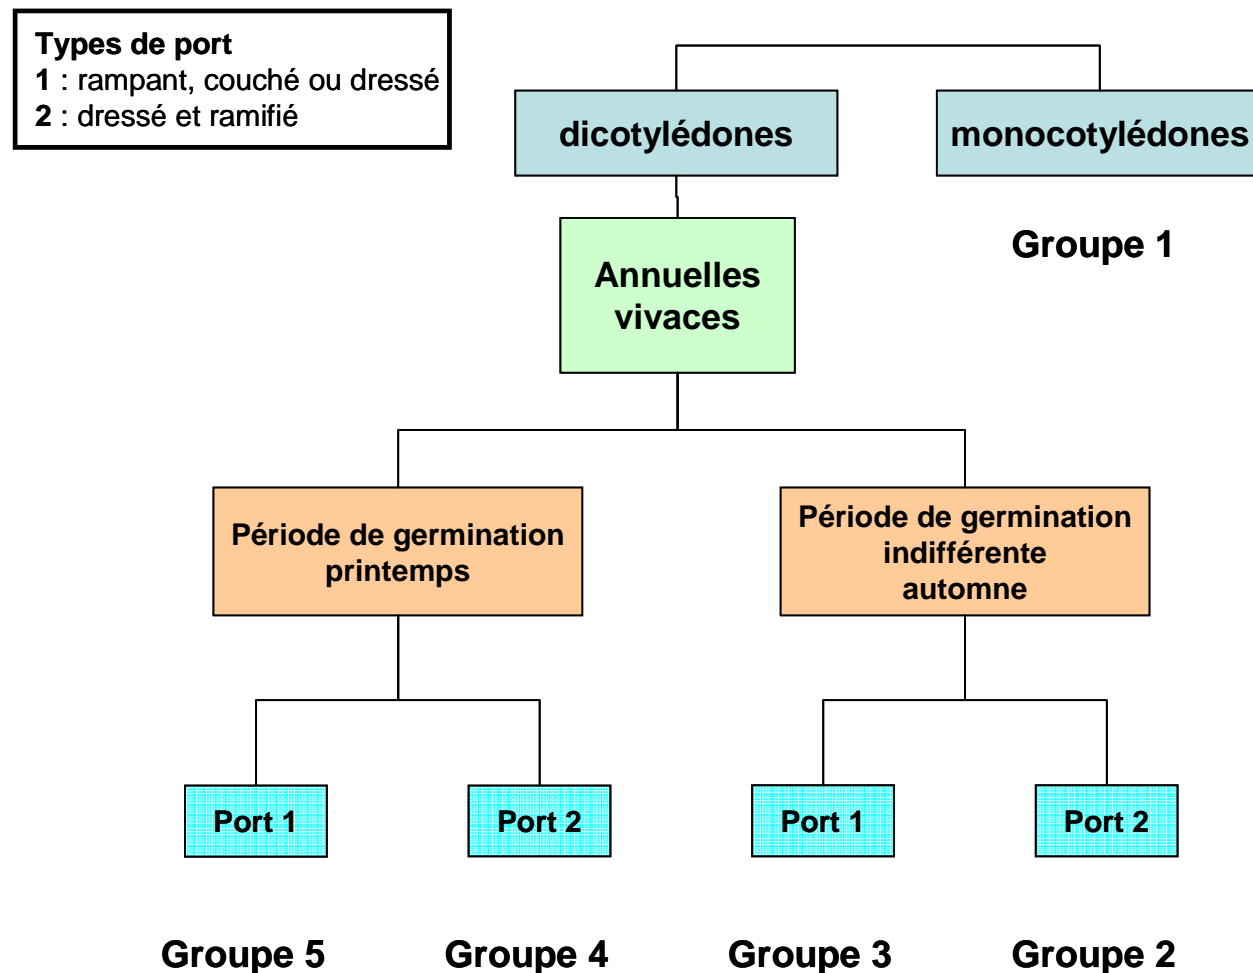 Types de port
1 : rampant, couché ou dressé
2 : dressé et ramifié
dicotylédones
monocotylédones
Groupe 1
Annuelles
vivaces
Période de germination
printemps
Période de germination
indifférente
automne
Port 1
Port 2
Port 1
Port 2
Groupe 5
Groupe 4
Groupe 3
Groupe 2